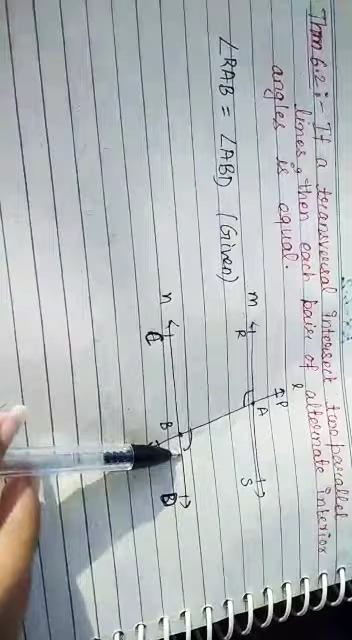 Thm 6.2:- If a transversal intersect two parallel
lines, then each pair of alternate interior
angles is equal.
∠RAB = ∠ABD (Given)
P
l
A
m
R
S
n
C
B
D